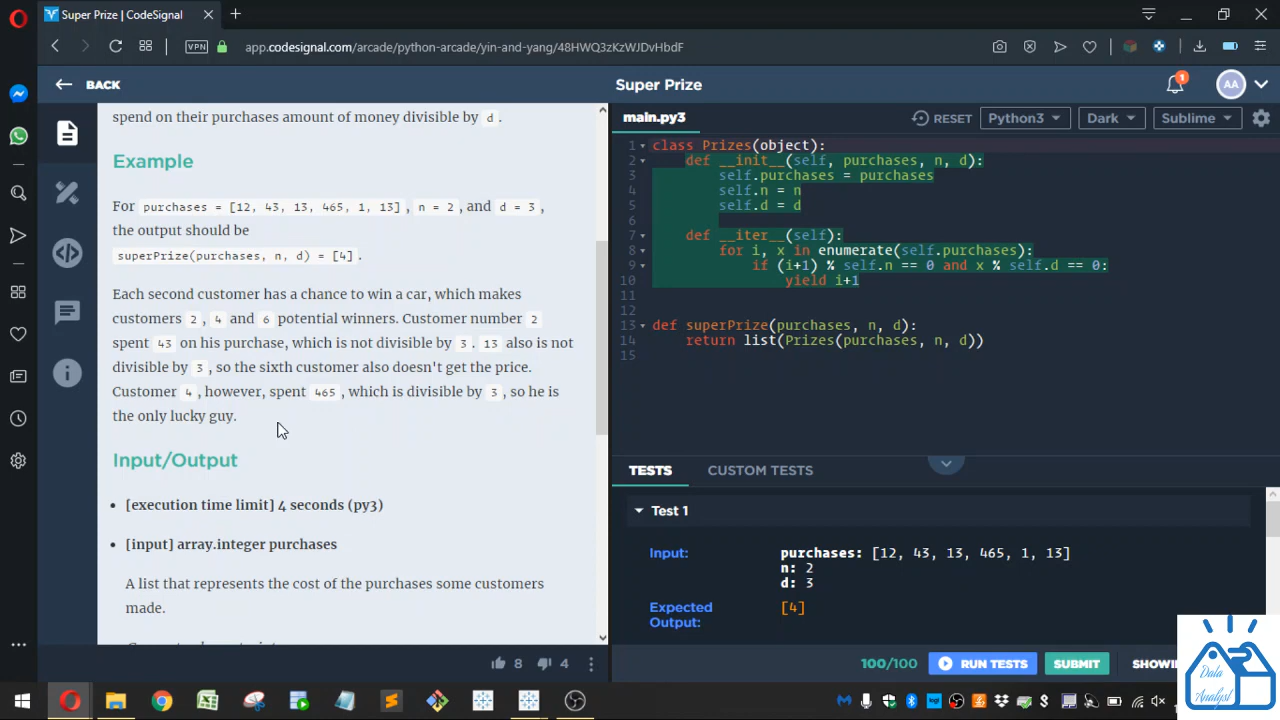 Super Prize | CodeSignal
VPN
app.codesignal.com/arcade/python-arcade/yin-and-yang/48HWQ3zKzWJDvHbdF
BACK
Super Prize
1
AA
spend on their purchases amount of money divisible by d .
Example
For purchases = [12, 43, 13, 465, 1, 13] , n = 2 , and d = 3 ,
the output should be
superPrize(purchases, n, d) = [4] .
Each second customer has a chance to win a car, which makes
customers 2 , 4 and 6 potential winners. Customer number 2
spent 43 on his purchase, which is not divisible by 3 . 13 also is not
divisible by 3 , so the sixth customer also doesn't get the price.
Customer 4 , however, spent 465 , which is divisible by 3 , so he is
the only lucky guy.
Input/Output
• [execution time limit] 4 seconds (py3)
• [input] array.integer purchases
A list that represents the cost of the purchases some customers
made.
8
4
main.py3
RESET
Python3
Dark
Sublime
1 class Prizes(object):
2 def __init__(self, purchases, n, d):
3 self.purchases = purchases
4 self.n = n
5 self.d = d
6
7 def __iter__(self):
8 for i, x in enumerate(self.purchases):
9 if (i+1) % self.n == 0 and x % self.d == 0:
10 yield i+1
11
12
13 def superPrize(purchases, n, d):
14 return list(Prizes(purchases, n, d))
15
TESTS
CUSTOM TESTS
Test 1
Input:
purchases: [12, 43, 13, 465, 1, 13]
n: 2
d: 3
Expected
Output:
[4]
100/100
RUN TESTS
SUBMIT
Data
Analyst